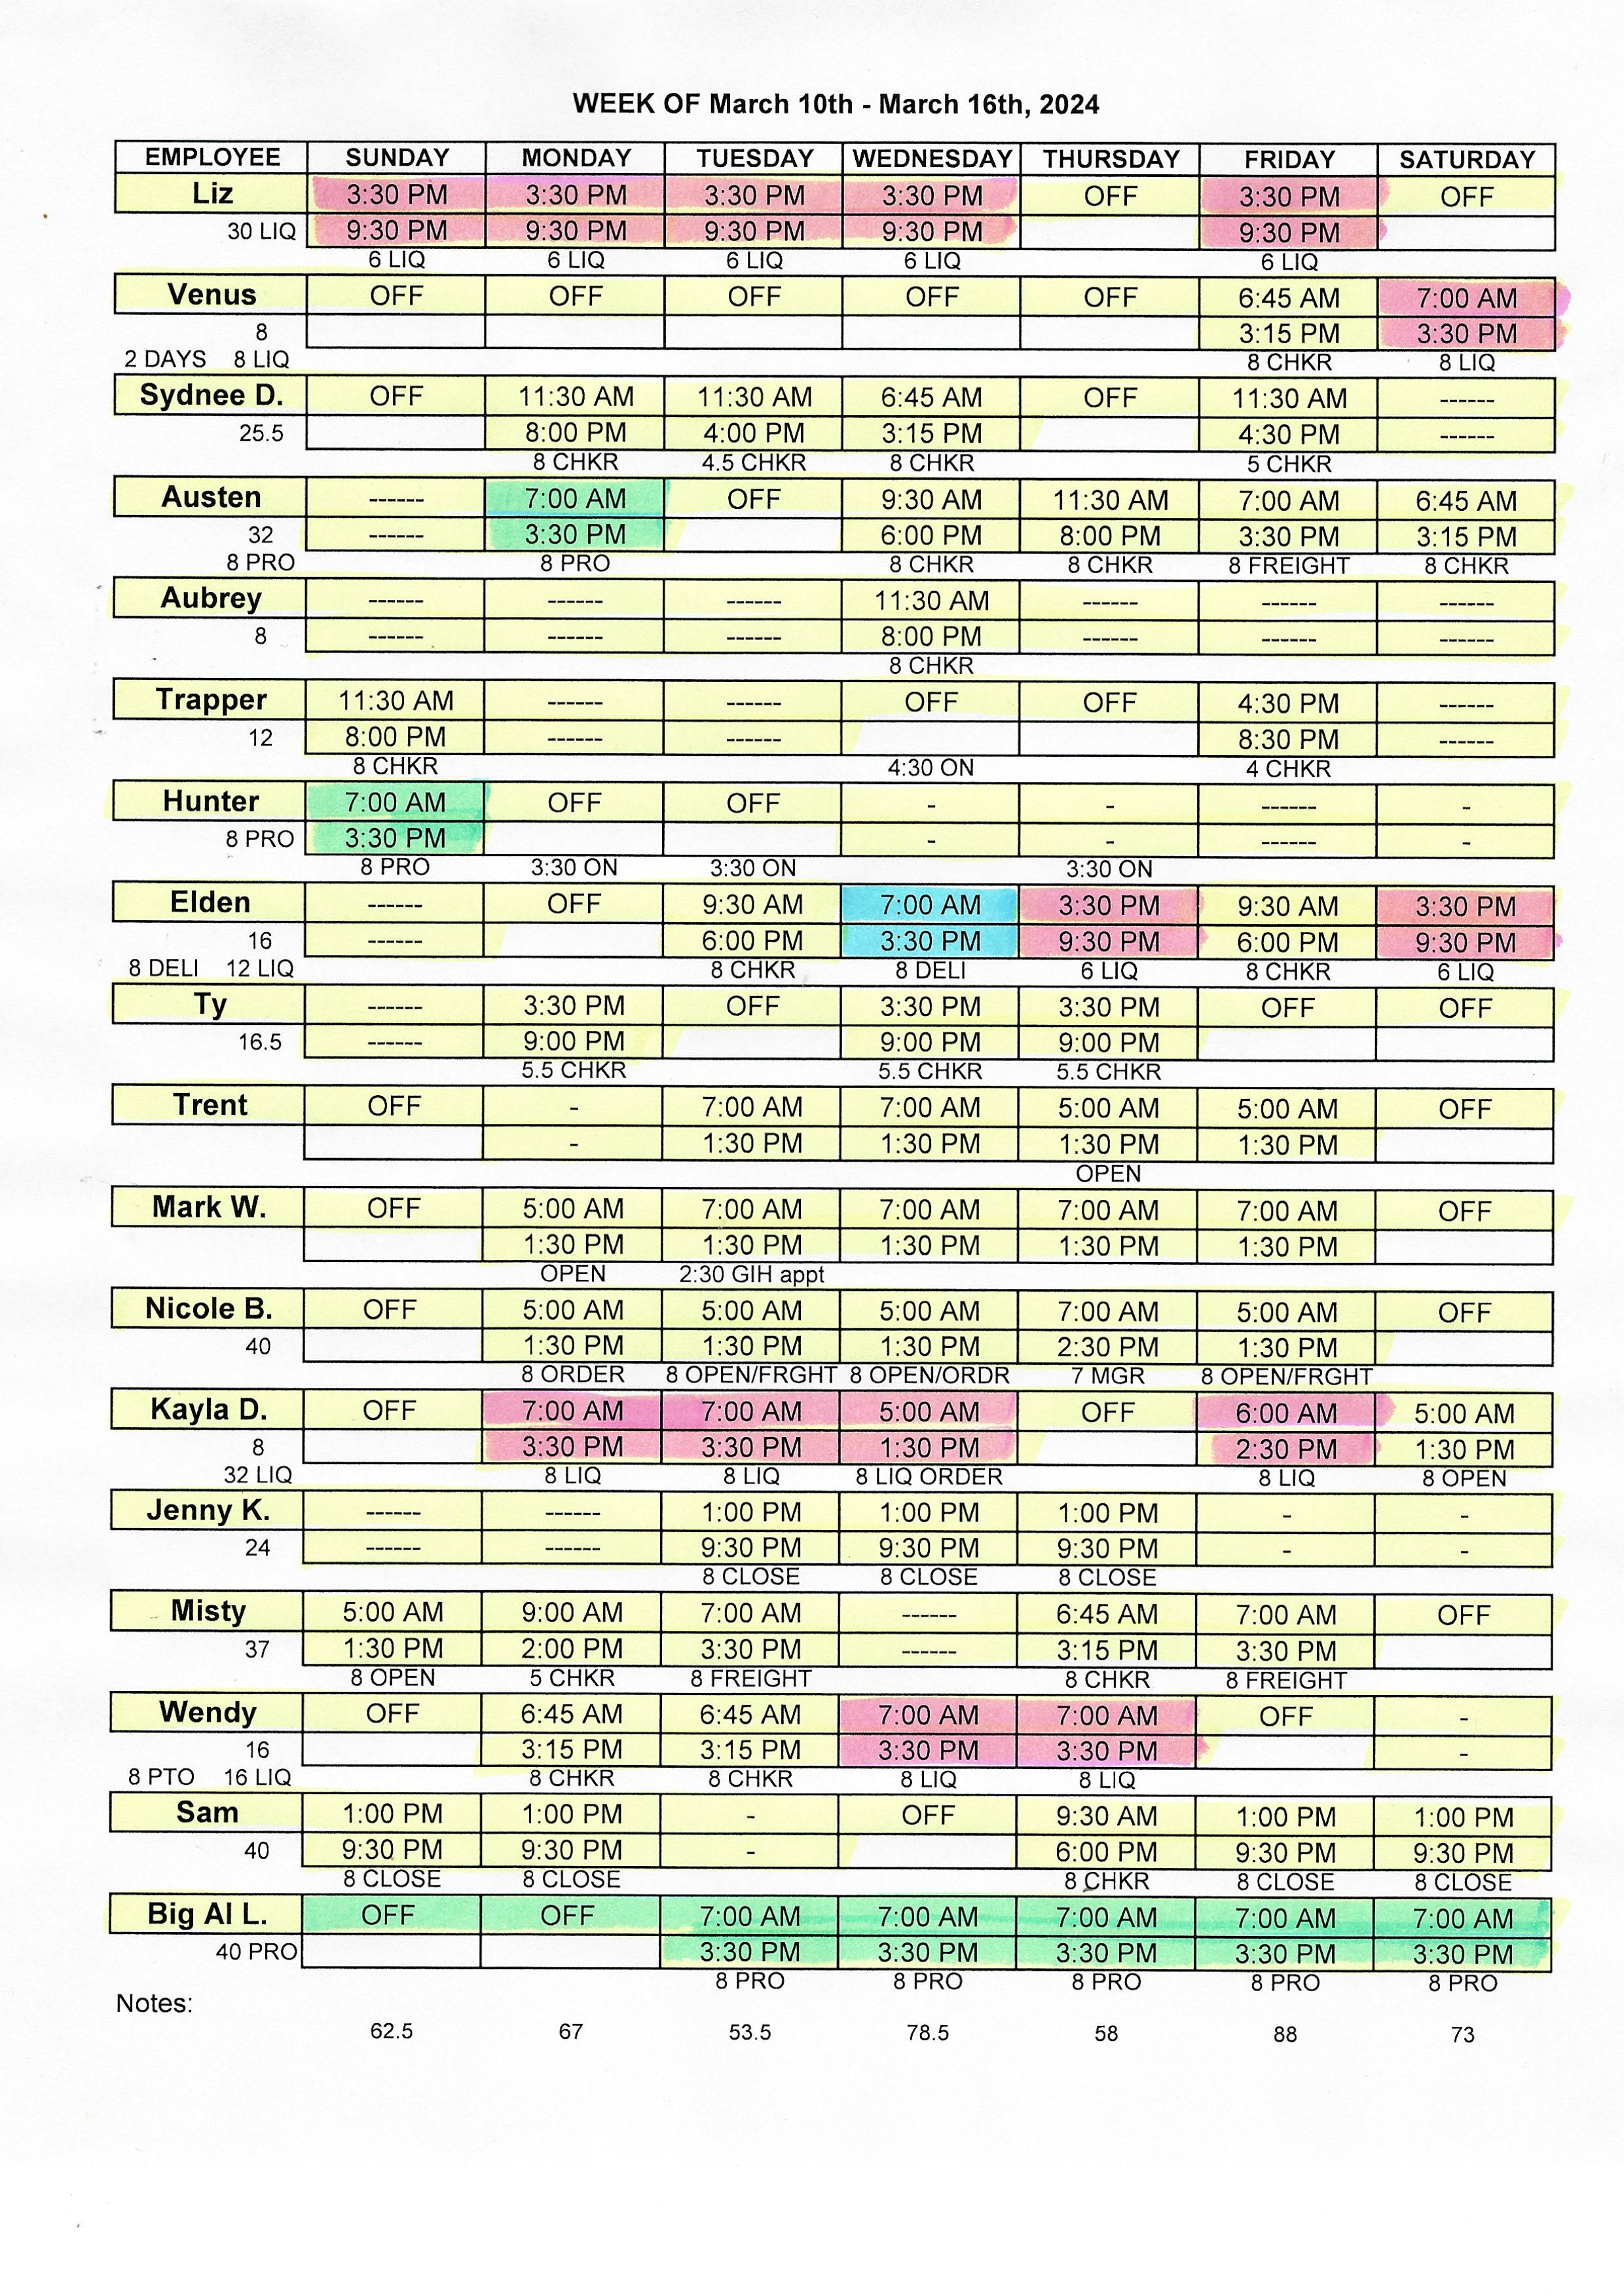 WEEK OF March 10th - March 16th, 2024
EMPLOYEE SUNDAY MONDAY TUESDAY WEDNESDAY THURSDAY FRIDAY SATURDAY
Liz 3:30 PM 3:30 PM 3:30 PM 3:30 PM OFF 3:30 PM OFF
30 LIQ 9:30 PM 9:30 PM 9:30 PM 9:30 PM 9:30 PM
6 LIQ 6 LIQ 6 LIQ 6 LIQ 6 LIQ
Venus OFF OFF OFF OFF OFF 6:45 AM 7:00 AM
8 3:15 PM 3:30 PM
2 DAYS 8 LIQ 8 CHKR 8 LIQ
Sydnee D. OFF 11:30 AM 11:30 AM 6:45 AM OFF 11:30 AM ------
25.5 8:00 PM 4:00 PM 3:15 PM 4:30 PM ------
8 CHKR 4.5 CHKR 8 CHKR 5 CHKR
Austen ------ 7:00 AM OFF 9:30 AM 11:30 AM 7:00 AM 6:45 AM
32 ------ 3:30 PM 6:00 PM 8:00 PM 3:30 PM 3:15 PM
8 PRO 8 PRO 8 CHKR 8 CHKR 8 FREIGHT 8 CHKR
Aubrey ------ ------ ------ 11:30 AM ------ ------ ------
8 ------ ------ ------ 8:00 PM ------ ------ ------
8 CHKR
Trapper 11:30 AM ------ ------ OFF OFF 4:30 PM ------
12 8:00 PM ------ ------ 8:30 PM ------
8 CHKR 4:30 ON 4 CHKR
Hunter 7:00 AM OFF OFF - - ------ -
8 PRO 3:30 PM - - ------ -
8 PRO 3:30 ON 3:30 ON 3:30 ON
Elden ------ OFF 9:30 AM 7:00 AM 3:30 PM 9:30 AM 3:30 PM
16 ------ 6:00 PM 3:30 PM 9:30 PM 6:00 PM 9:30 PM
8 DELI 12 LIQ 8 CHKR 8 DELI 6 LIQ 8 CHKR 6 LIQ
Ty ------ 3:30 PM OFF 3:30 PM 3:30 PM OFF OFF
16.5 ------ 9:00 PM 9:00 PM 9:00 PM
5.5 CHKR 5.5 CHKR 5.5 CHKR
Trent OFF - 7:00 AM 7:00 AM 5:00 AM 5:00 AM OFF
- 1:30 PM 1:30 PM 1:30 PM 1:30 PM
OPEN
Mark W. OFF 5:00 AM 7:00 AM 7:00 AM 7:00 AM 7:00 AM OFF
1:30 PM 1:30 PM 1:30 PM 1:30 PM 1:30 PM
OPEN 2:30 GIH appt
Nicole B. OFF 5:00 AM 5:00 AM 5:00 AM 7:00 AM 5:00 AM OFF
40 1:30 PM 1:30 PM 1:30 PM 2:30 PM 1:30 PM
8 ORDER 8 OPEN/FRGHT 8 OPEN/ORDR 7 MGR 8 OPEN/FRGHT
Kayla D. OFF 7:00 AM 7:00 AM 5:00 AM OFF 6:00 AM 5:00 AM
8 3:30 PM 3:30 PM 1:30 PM 2:30 PM 1:30 PM
32 LIQ 8 LIQ 8 LIQ 8 LIQ ORDER 8 LIQ 8 OPEN
Jenny K. ------ ------ 1:00 PM 1:00 PM 1:00 PM - -
24 ------ ------ 9:30 PM 9:30 PM 9:30 PM - -
8 CLOSE 8 CLOSE 8 CLOSE
Misty 5:00 AM 9:00 AM 7:00 AM ------ 6:45 AM 7:00 AM OFF
37 1:30 PM 2:00 PM 3:30 PM ------ 3:15 PM 3:30 PM
8 OPEN 5 CHKR 8 FREIGHT 8 CHKR 8 FREIGHT
Wendy OFF 6:45 AM 6:45 AM 7:00 AM 7:00 AM OFF -
16 3:15 PM 3:15 PM 3:30 PM 3:30 PM -
8 PTO 16 LIQ 8 CHKR 8 CHKR 8 LIQ 8 LIQ
Sam 1:00 PM 1:00 PM - OFF 9:30 AM 1:00 PM 1:00 PM
40 9:30 PM 9:30 PM - 6:00 PM 9:30 PM 9:30 PM
8 CLOSE 8 CLOSE 8 CHKR 8 CLOSE 8 CLOSE
Big Al L. OFF OFF 7:00 AM 7:00 AM 7:00 AM 7:00 AM 7:00 AM
40 PRO 3:30 PM 3:30 PM 3:30 PM 3:30 PM 3:30 PM
8 PRO 8 PRO 8 PRO 8 PRO 8 PRO
Notes:
62.5 67 53.5 78.5 58 88 73